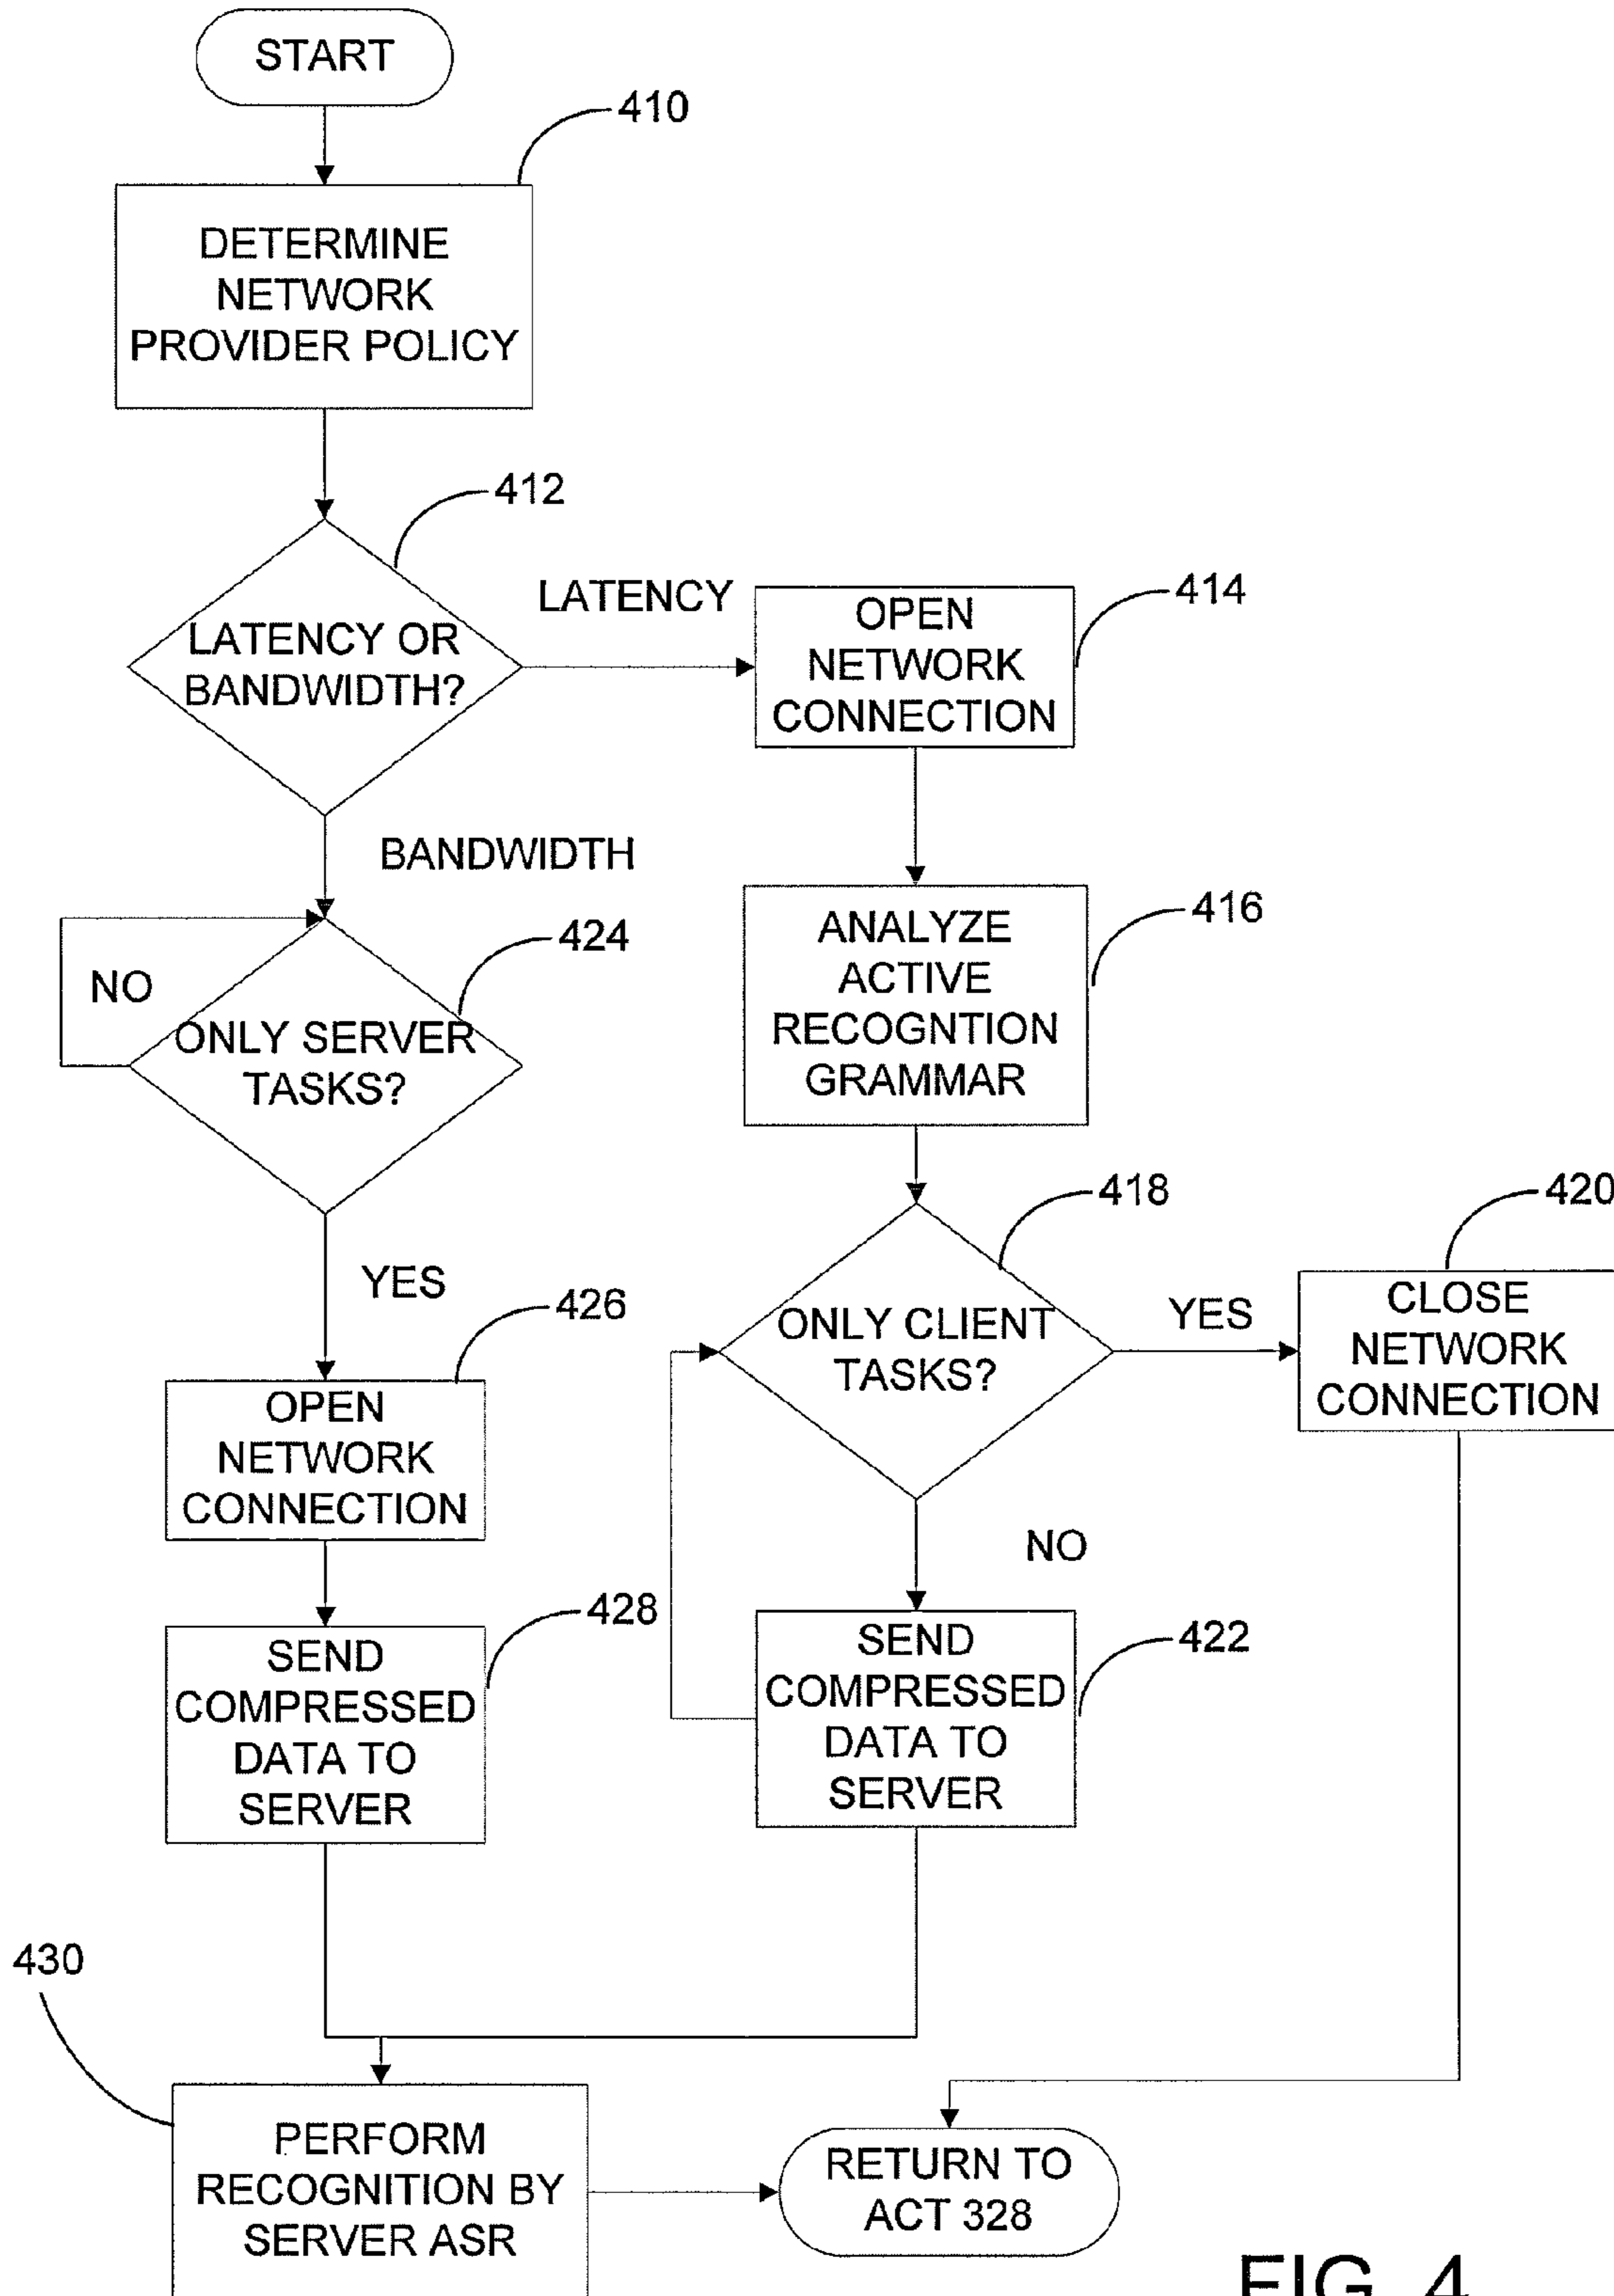 START
410
DETERMINE
NETWORK
PROVIDER POLICY
412
LATENCY OR
BANDWIDTH?
LATENCY
OPEN
NETWORK
CONNECTION
414
BANDWIDTH
ANALYZE
ACTIVE
RECOGNTION
GRAMMAR
416
NO
ONLY SERVER
TASKS?
424
YES
418
ONLY CLIENT
TASKS?
YES
420
CLOSE
NETWORK
CONNECTION
426
OPEN
NETWORK
CONNECTION
NO
428
SEND
COMPRESSED
DATA TO
SERVER
SEND
COMPRESSED
DATA TO
SERVER
422
430
PERFORM
RECOGNITION BY
SERVER ASR
RETURN TO
ACT 328
FIG. 4